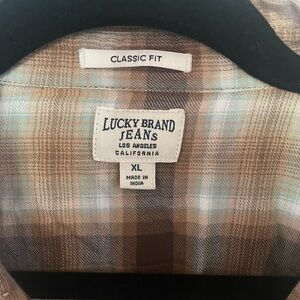 CLASSIC FIT
LUCKY BRAND
JEANS
LOS ANGELES
CALIFORNIA
XL
MADE IN
INDIA